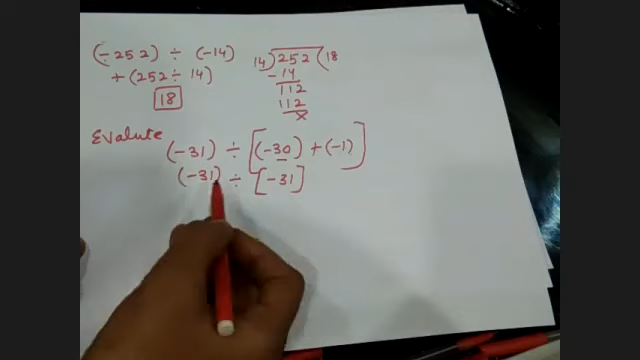 (-252) ÷ (-14)
+(252 ÷ 14)
18
14)252(18
-14
112
112
x
Evalute
(-31) ÷ [(-30) + (-1)]
(-31) ÷ [-31]